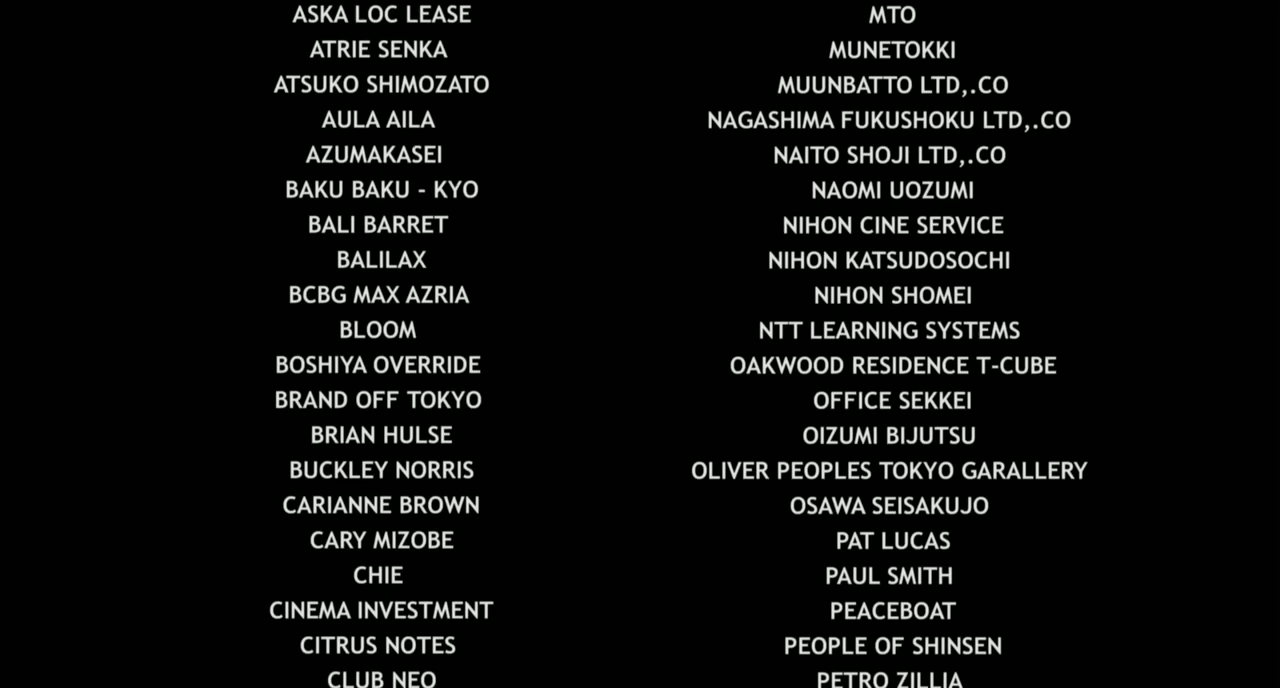 ASKA LOC LEASE
ATRIE SENKA
ATSUKO SHIMOZATO
AULA AILA
AZUMAKASEI
BAKU BAKU - KYO
BALI BARRET
BALILAX
BCBG MAX AZRIA
BLOOM
BOSHIYA OVERRIDE
BRAND OFF TOKYO
BRIAN HULSE
BUCKLEY NORRIS
CARIANNE BROWN
CARY MIZOBE
CHIE
CINEMA INVESTMENT
CITRUS NOTES
CLUB NEO
MTO
MUNETOKKI
MUUNBATTO LTD,.CO
NAGASHIMA FUKUSHOKU LTD,.CO
NAITO SHOJI LTD,.CO
NAOMI UOZUMI
NIHON CINE SERVICE
NIHON KATSUDOSOCHI
NIHON SHOMEI
NTT LEARNING SYSTEMS
OAKWOOD RESIDENCE T-CUBE
OFFICE SEKKEI
OIZUMI BIJUTSU
OLIVER PEOPLES TOKYO GARALLERY
OSAWA SEISAKUJO
PAT LUCAS
PAUL SMITH
PEACEBOAT
PEOPLE OF SHINSEN
PETRO ZILLIA